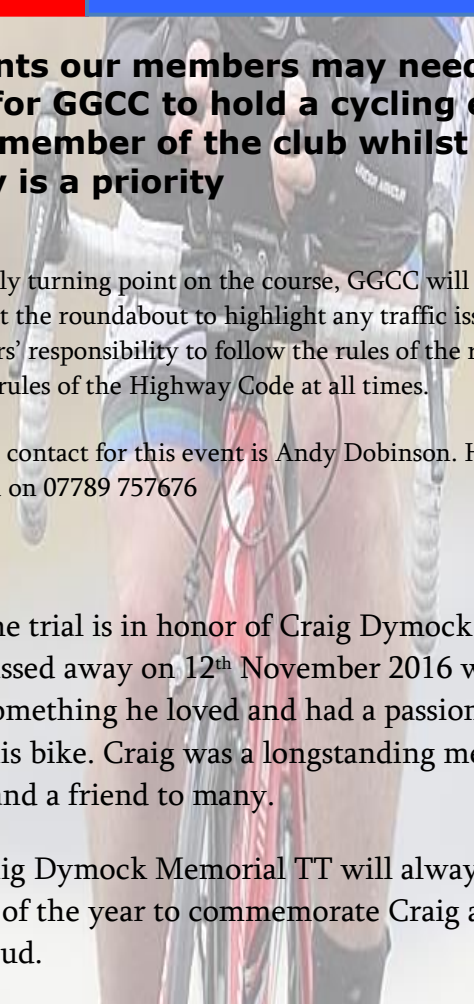 nts our members may need
for GGCC to hold a cycling
member of the club whilst
y is a priority
ly turning point on the course, GGCC will
t the roundabout to highlight any traffic iss
rs' responsibility to follow the rules of the r
rules of the Highway Code at all times.
contact for this event is Andy Dobinson. H
on 07789 757676
ne trial is in honor of Craig Dymock
ssed away on 12th November 2016 w
omething he loved and had a passion
is bike. Craig was a longstanding me
nd a friend to many.
ig Dymock Memorial TT will alway
of the year to commemorate Craig a
ud.
UNDER ARMOUR